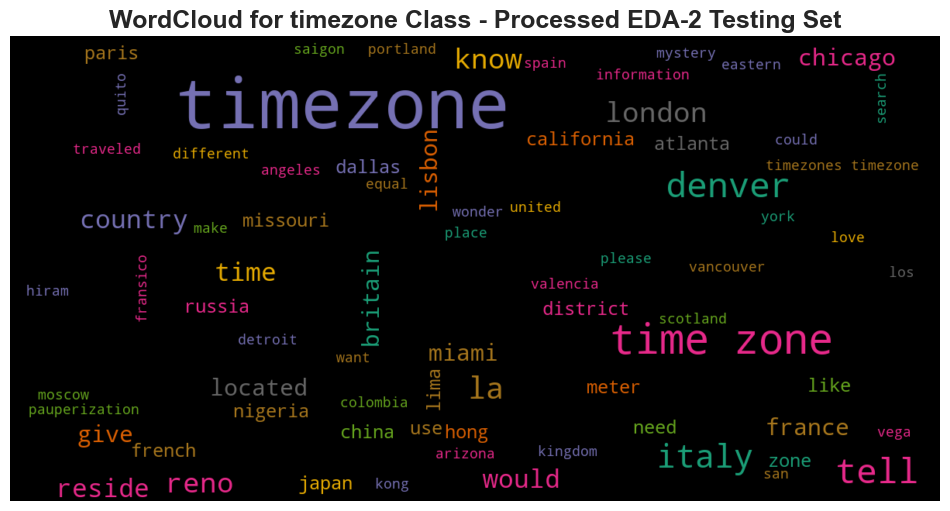 WordCloud for timezone Class - Processed EDA-2 Testing Set
paris
saigon
portland
know
spain
mystery
eastern
chicago
information
quito
timezone
search
london
traveled
different
lisbon
california
atlanta
could
angeles
dallas
equal
timezones timezone
denver
country
make
missouri
wonder
united
york
place
love
hiram
fransico
time
britain
please
vancouver
los
russia
valencia
district
scotland
detroit
want
miami
time zone
moscow
pauperization
located
nigeria
colombia
lima
la
meter
like
give
french
china
use
hong
need
france
vega
arizona
kingdom
italy
zone
san
tell
reside
reno
japan
kong
would